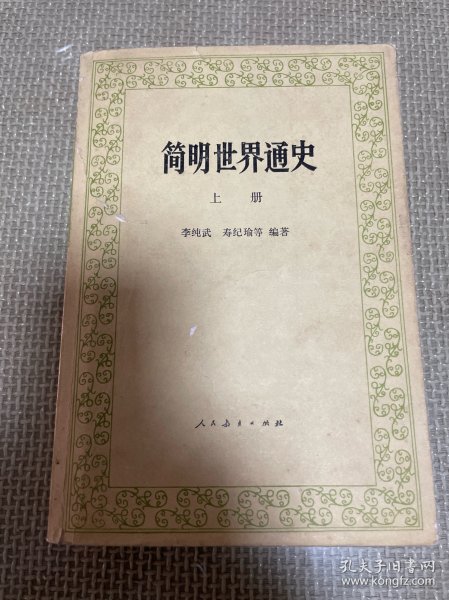 简明世界通史
上 册
李纯武 寿纪瑜等 编著
人民教育出版社
孔夫子旧书网
www.kongfz.com